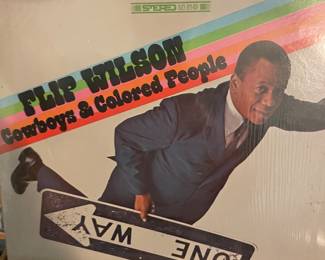 STEREO
FLIP WILSON
Cowboys & Colored People
ONE WAY